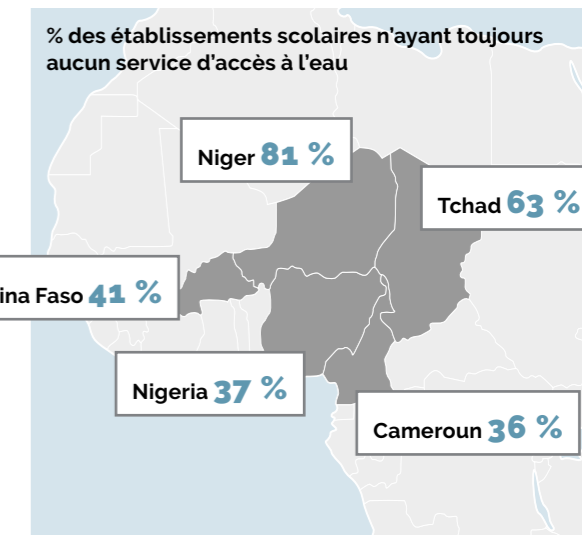 % des établissements scolaires n'ayant toujours
aucun service d'accès à l'eau
Niger 81 %
Tchad 63 %
ina Faso 41 %
Nigeria 37 %
Cameroun 36 %